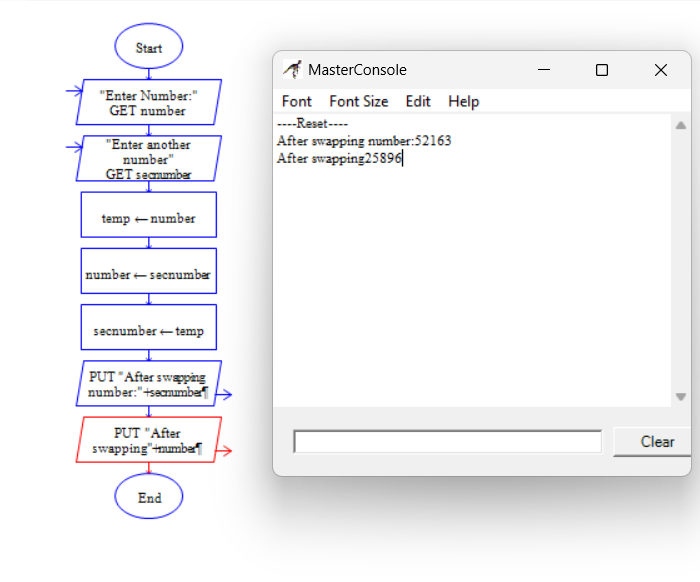 Start
"Enter Number:"
GET number
"Enter another
number"
GET secnumber
temp ← number
number ← secnumber
secnumber ← temp
PUT "After swapping
number:"+secnumber¶
PUT "After
swapping"+number¶
End
MasterConsole
Font Font Size Edit Help
----Reset----
After swapping number:52163
After swapping25896
Clear